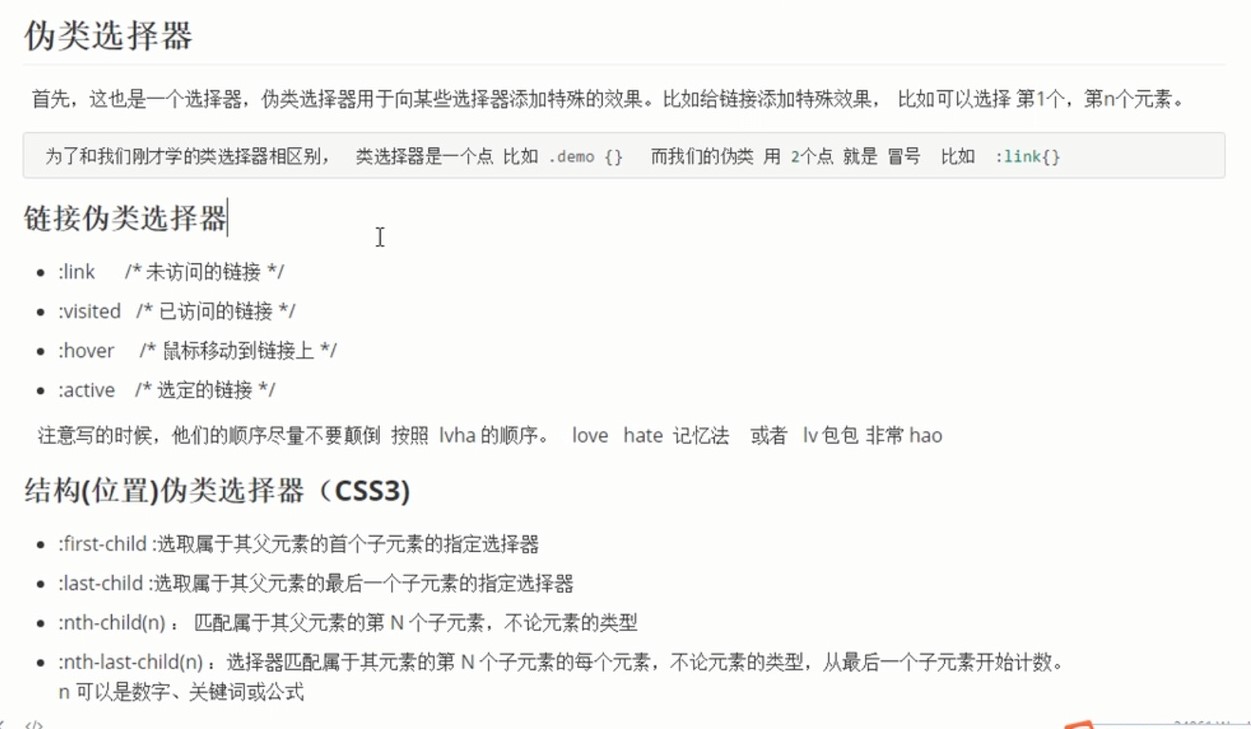 伪类选择器
首先，这也是一个选择器，伪类选择器用于向某些选择器添加特殊的效果。比如给链接添加特殊效果， 比如可以选择 第1个，第n个元素。
为了和我们刚才学的类选择器相区别， 类选择器是一个点 比如 .demo {} 而我们的伪类 用 2个点 就是 冒号 比如 :link{}
链接伪类选择器
:link /* 未访问的链接 */
:visited /* 已访问的链接 */
:hover /* 鼠标移动到链接上 */
:active /* 选定的链接 */
注意写的时候，他们的顺序尽量不要颠倒 按照 lvha 的顺序。 love hate 记忆法 或者 lv 包包 非常 hao
结构(位置)伪类选择器（CSS3)
:first-child :选取属于其父元素的首个子元素的指定选择器
:last-child :选取属于其父元素的最后一个子元素的指定选择器
:nth-child(n) ： 匹配属于其父元素的第 N 个子元素，不论元素的类型
:nth-last-child(n) ：选择器匹配属于其元素的第 N 个子元素的每个元素，不论元素的类型，从最后一个子元素开始计数。
n 可以是数字、关键词或公式